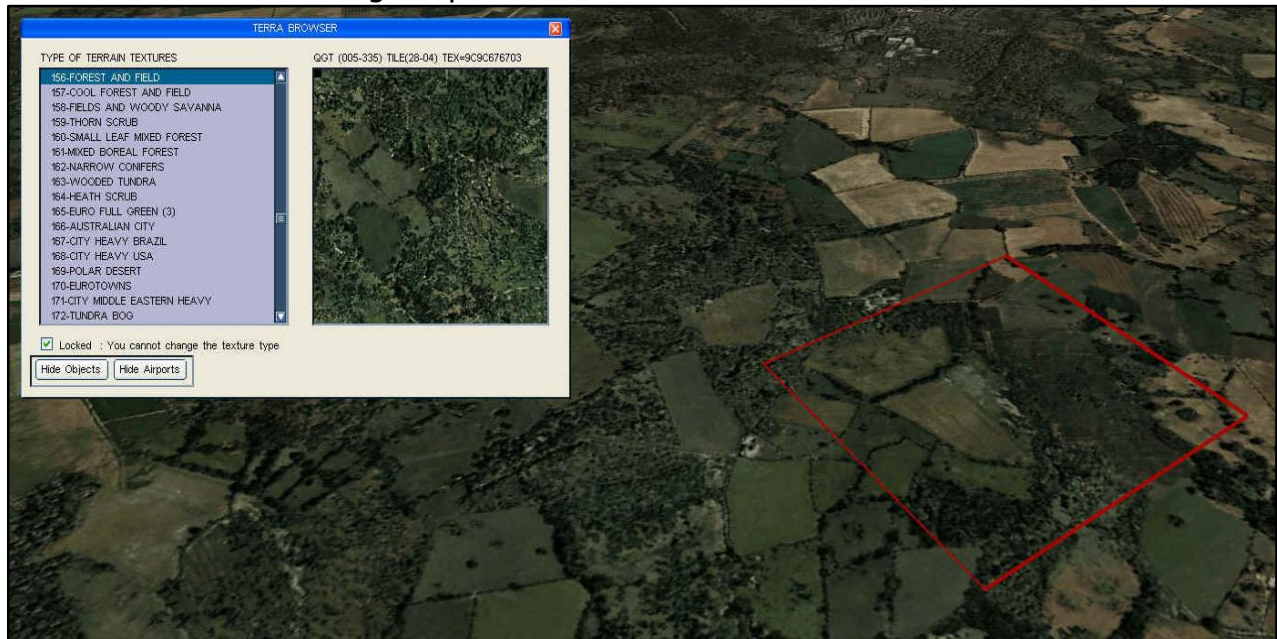 TERRA BROWSER
TYPE OF TERRAIN TEXTURES
QGT (005-335) TILE(28-04) TEX=9C9C676703
156-FOREST AND FIELD
157-COOL FOREST AND FIELD
158-FIELDS AND WOODY SAVANNA
159-THORN SCRUB
160-SMALL LEAF MIXED FOREST
161-MIXED BOREAL FOREST
162-NARROW CONIFERS
163-WOODED TUNDRA
164-HEATH SCRUB
165-EURO FULL GREEN (3)
166-AUSTRALIAN CITY
167-CITY HEAVY BRAZIL
168-CITY HEAVY USA
169-POLAR DESERT
170-EUROTOWNS
171-CITY MIDDLE EASTERN HEAVY
172-TUNDRA BOG
Locked : You cannot change the texture type
Hide Objects Hide Airports